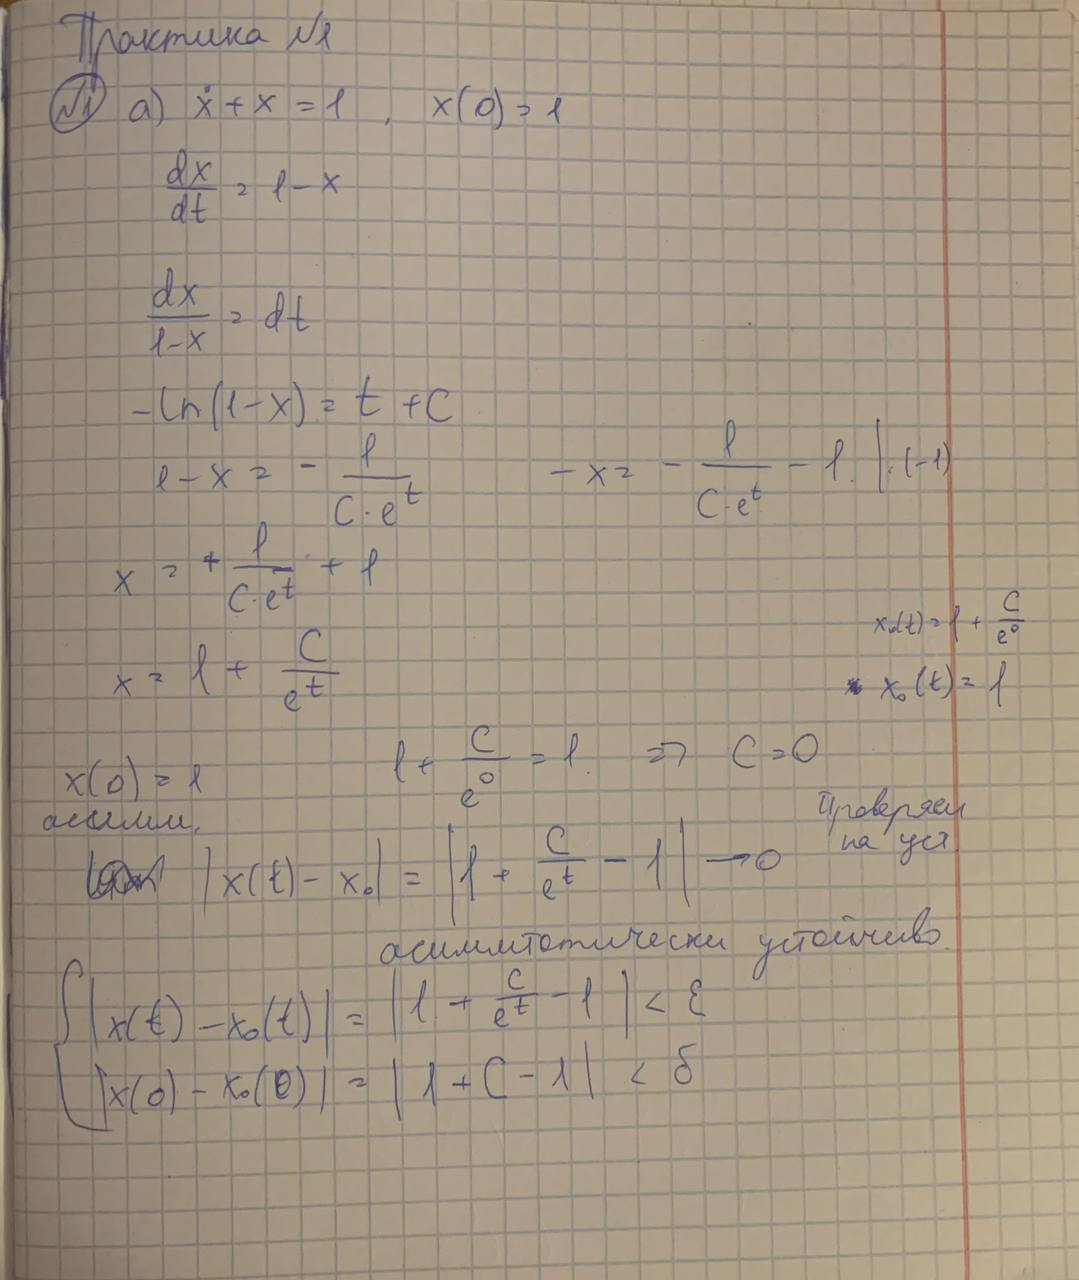 Практика №1
№1 а) ẋ + x = 1 , x(0) = 1
dx/dt = 1 - x
dx/(1-x) = dt
-ln(1-x) = t + C
1 - x = - 1/(C·e^t)    - x = - 1/(C·e^t) - 1 |·(-1)
x = + 1/(C·e^t) + 1
x₀(t) = 1 + C/e^0
x = 1 + C/e^t
x₀(t) = 1
x(0) = 1    1 + C/e^0 = 1 ⇒ C = 0
асимп.
Проверяем на уст
|x(t) - x₀| = |1 + C/e^t - 1| → 0
асимптотически устойчиво.
{ |x(t) - x₀(t)| = |1 + C/e^t - 1| < ε
|x(0) - x₀(0)| = |1 + C - 1| < δ